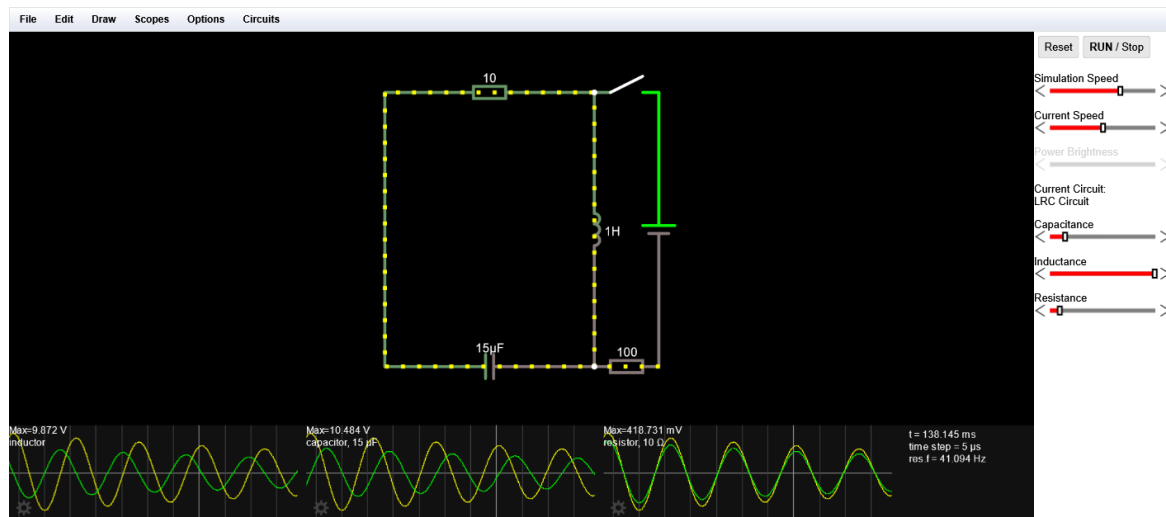 File Edit Draw Scopes Options Circuits
Reset RUN / Stop
Simulation Speed
Current Speed
Power Brightness
Current Circuit:
LRC Circuit
Capacitance
Inductance
Resistance
10
1H
15µF
100
Max=9.872 V
inductor
Max=10.484 V
capacitor, 15 µF
Max=418.731 mV
resistor, 10 Ω
t = 138.145 ms
time step = 5 µs
res.f = 41.094 Hz